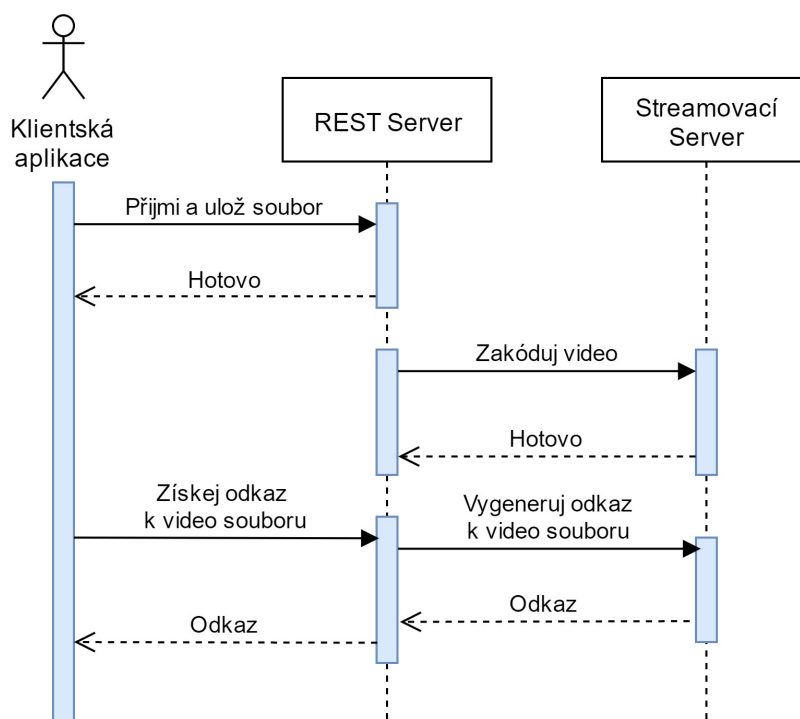 Klientská
aplikace
REST Server
Streamovací
Server
Přijmi a ulož soubor
Hotovo
Zakóduj video
Hotovo
Získej odkaz
k video souboru
Vygeneruj odkaz
k video souboru
Odkaz
Odkaz